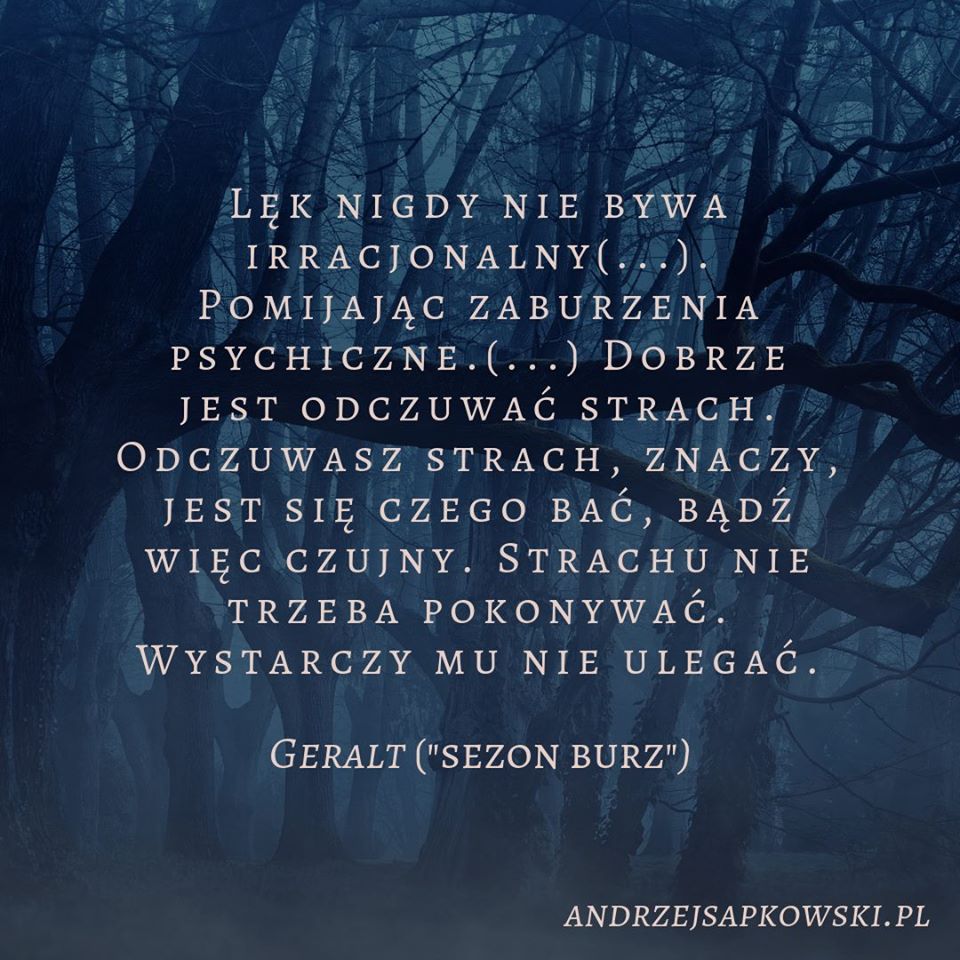 Lęk nigdy nie bywa
irracjonalny(...).
Pomijając zaburzenia
psychiczne.(...) Dobrze
jest odczuwać strach.
Odczuwasz strach, znaczy,
jest się czego bać, bądź
więc czujny. Strachu nie
trzeba pokonywać.
Wystarczy mu nie ulegać.
Geralt ("sezon burz")
andrzejsapkowski.pl